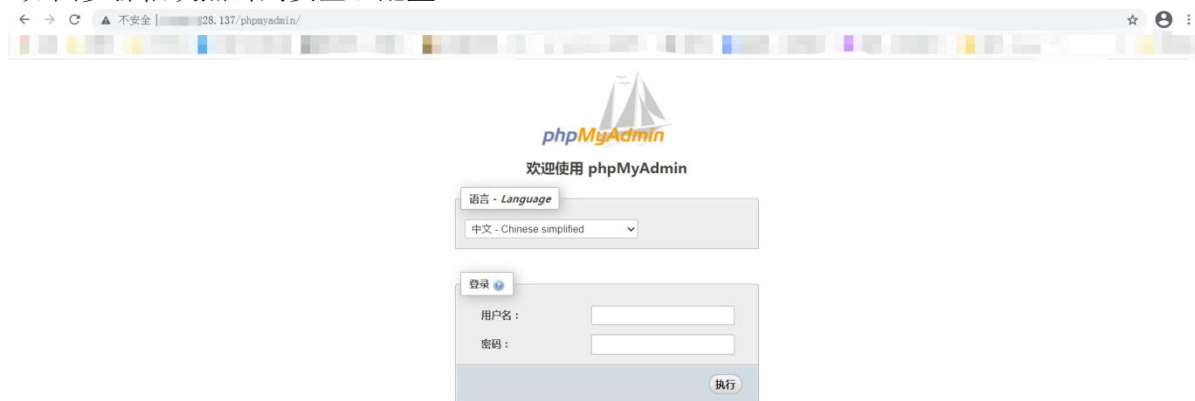 不安全 | 28.137/phpmyadmin/
phpMyAdmin
欢迎使用 phpMyAdmin
语言 - Language
中文 - Chinese simplified
登录
用户名：
密码：
执行